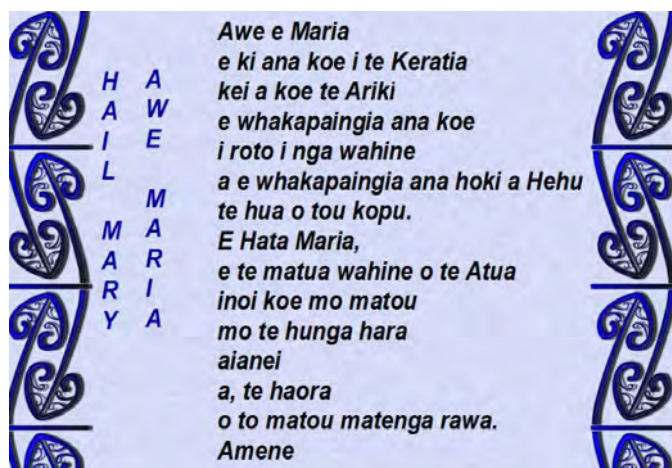 HAIL MARY
AWE MARIA
Awe e Maria
e ki ana koe i te Keratia
kei a koe te Ariki
e whakapaingia ana koe
i roto i nga wahine
a e whakapaingia ana hoki a Hehu
te hua o tou kopu.
E Hata Maria,
e te matua wahine o te Atua
inoi koe mo matou
mo te hunga hara
aianei
a, te haora
o to matou matenga rawa.
Amene